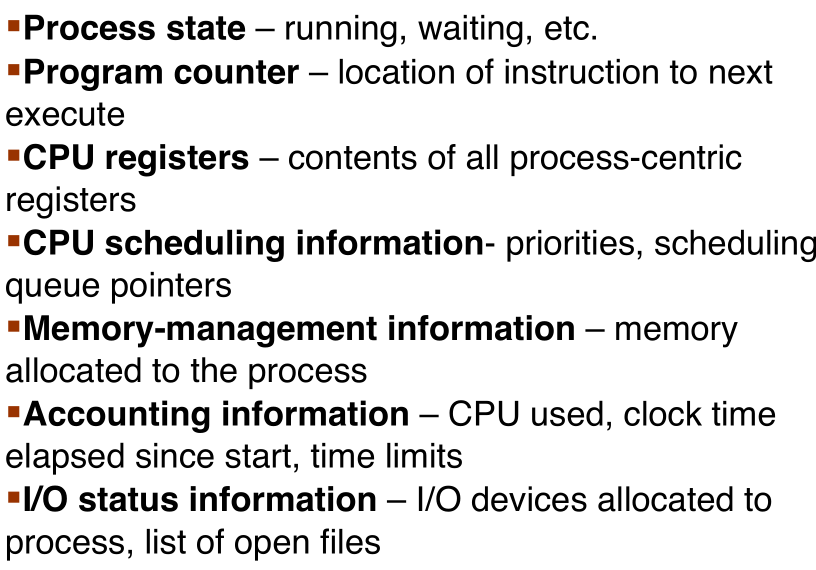 ▪Process state – running, waiting, etc.
▪Program counter – location of instruction to next
execute
▪CPU registers – contents of all process-centric
registers
▪CPU scheduling information- priorities, scheduling
queue pointers
▪Memory-management information – memory
allocated to the process
▪Accounting information – CPU used, clock time
elapsed since start, time limits
▪I/O status information – I/O devices allocated to
process, list of open files